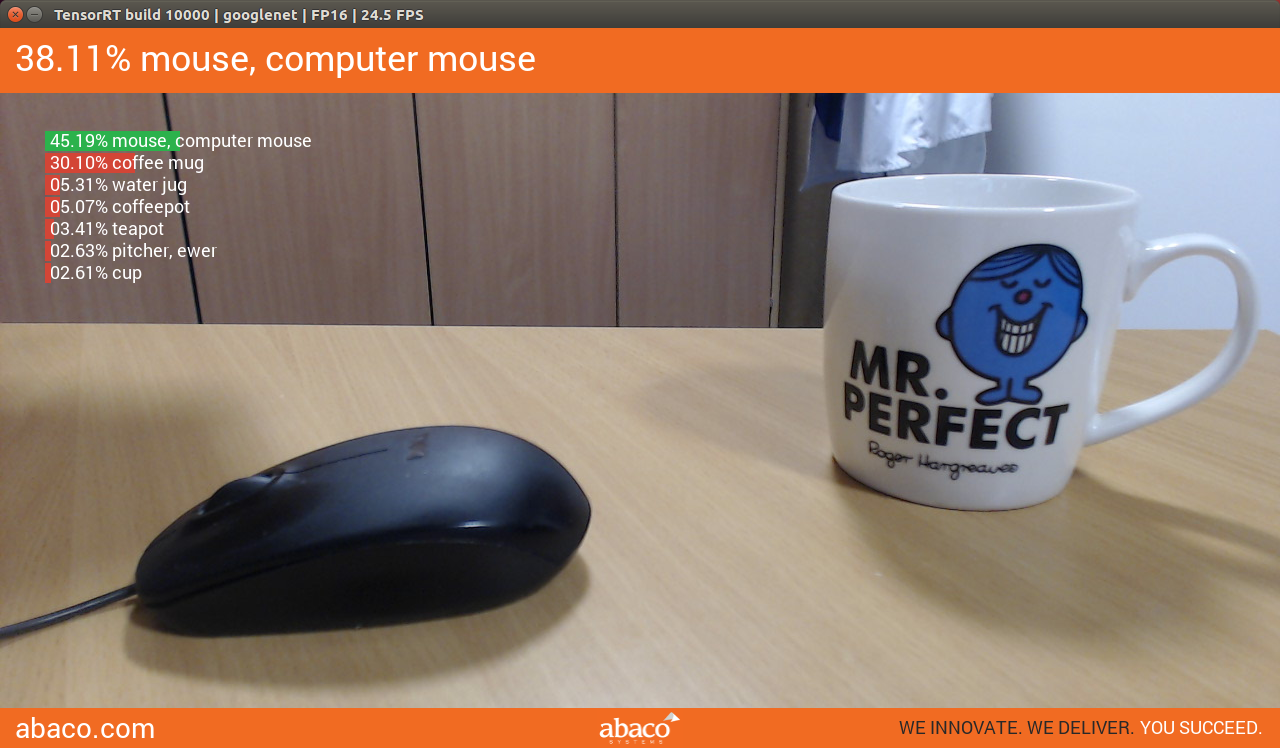 TensorRT build 10000 | googlenet | FP16 | 24.5 FPS
38.11% mouse, computer mouse
45.19% mouse, computer mouse
30.10% coffee mug
05.31% water jug
05.07% coffeepot
03.41% teapot
02.63% pitcher, ewer
02.61% cup
MR.
PERFECT
Roger Hargreaves
abaco.com
abaco
SYSTEMS
WE INNOVATE. WE DELIVER. YOU SUCCEED.